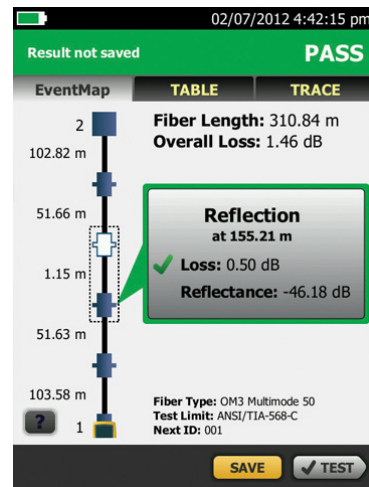 02/07/2012 4:42:15 pm
Result not saved
PASS
EventMap
TABLE
TRACE
2
102.82 m
51.66 m
1.15 m
51.63 m
103.58 m
1
?
Fiber Length: 310.84 m
Overall Loss: 1.46 dB
Reflection
at 155.21 m
Loss: 0.50 dB
Reflectance: -46.18 dB
Fiber Type: OM3 Multimode 50
Test Limit: ANSI/TIA-568-C
Next ID: 001
SAVE
TEST